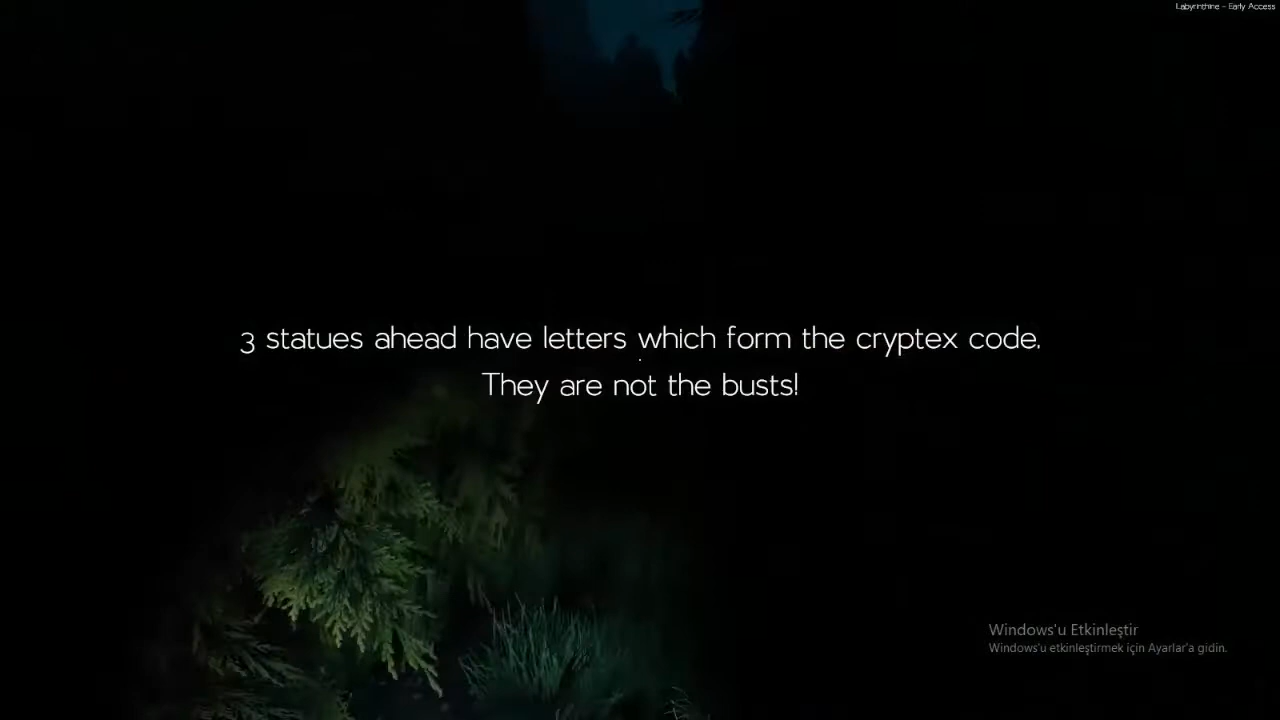 Labyrinthine - Early Access
3 statues ahead have letters which form the cryptex code.
They are not the busts!
Windows'u Etkinleştir
Windows'u etkinleştirmek için Ayarlar'a gidin.